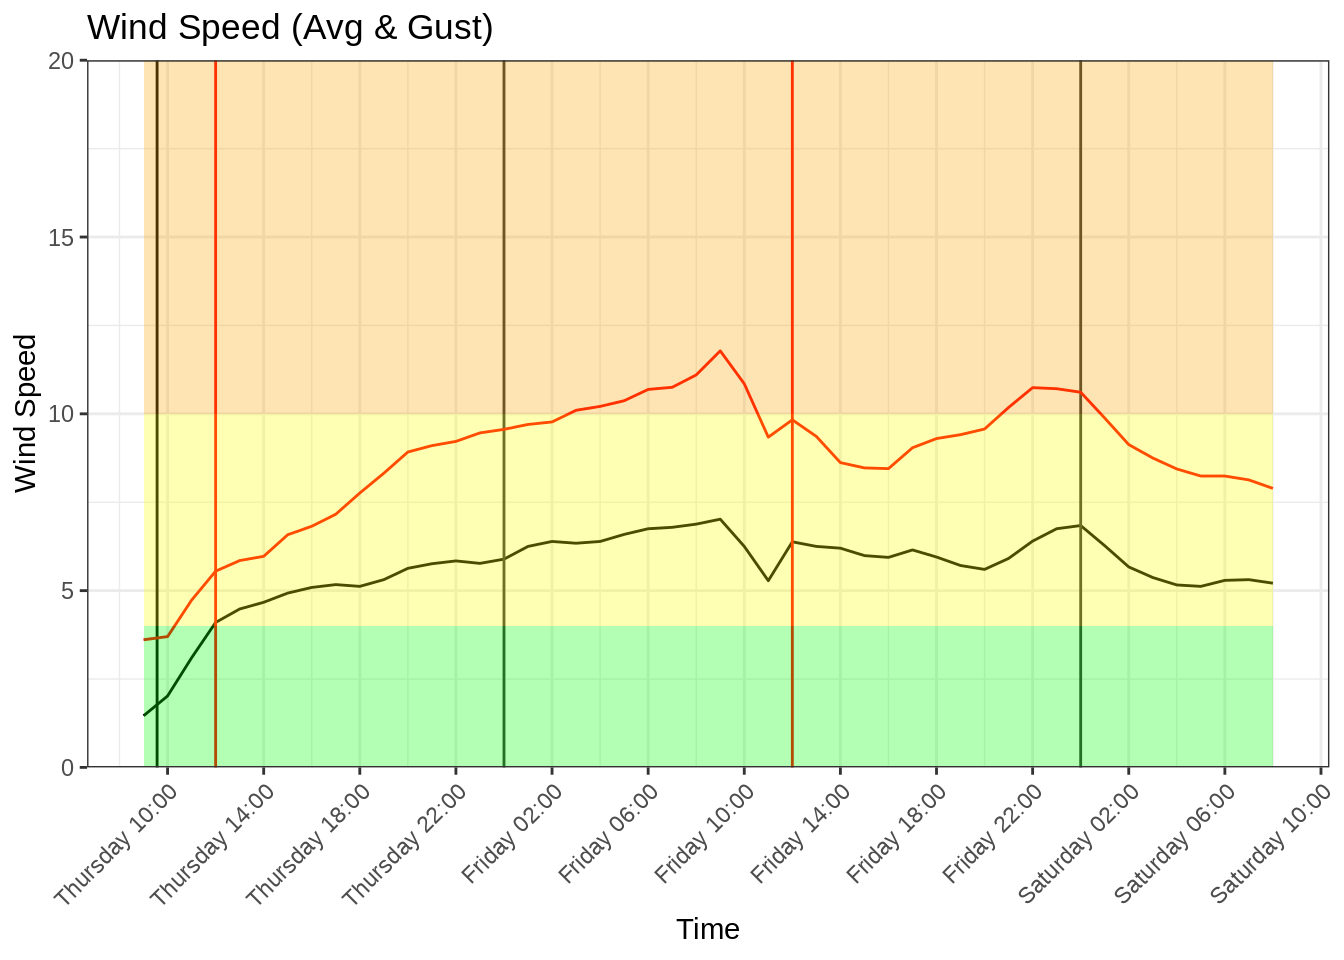 Wind Speed (Avg & Gust)
Wind Speed
20
15
10
5
0
Thursday 10:00
Thursday 14:00
Thursday 18:00
Thursday 22:00
Friday 02:00
Friday 06:00
Friday 10:00
Friday 14:00
Friday 18:00
Friday 22:00
Saturday 02:00
Saturday 06:00
Saturday 10:00
Time